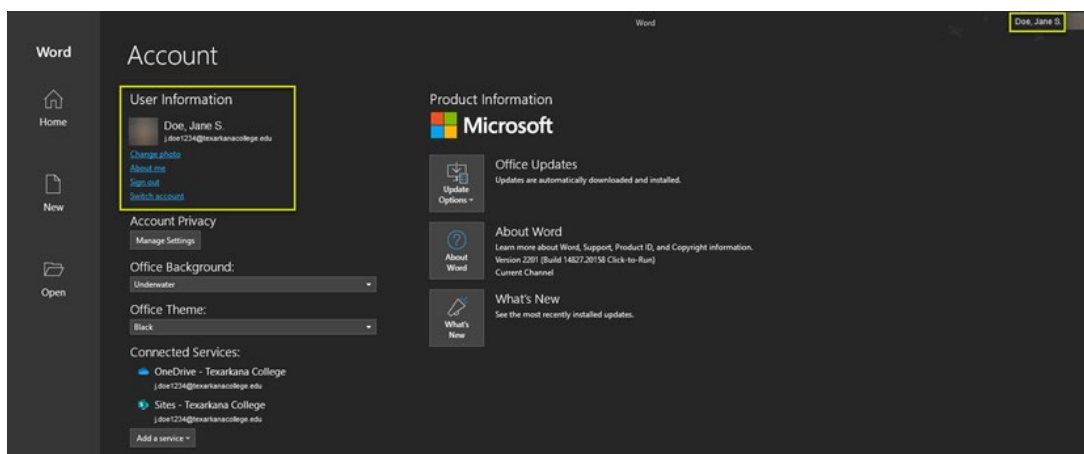 Word
Doe, Jane S.
Word
Home
New
Open
Account
User Information
Doe, Jane S.
j.doe1234@texarkanacollege.edu
Change photo
About me
Sign out
Switch account
Account Privacy
Manage Settings
Office Background:
Underwater
Office Theme:
Black
Connected Services:
OneDrive - Texarkana College
j.doe1234@texarkanacollege.edu
Sites - Texarkana College
j.doe1234@texarkanacollege.edu
Add a service
Product Information
Microsoft
Update
Options
Office Updates
Updates are automatically downloaded and installed.
About
Word
About Word
Learn more about Word, Support, Product ID, and Copyright information.
Version 2201 (Build 14827.20158 Click-to-Run)
Current Channel
What's
New
What's New
See the most recently installed updates.